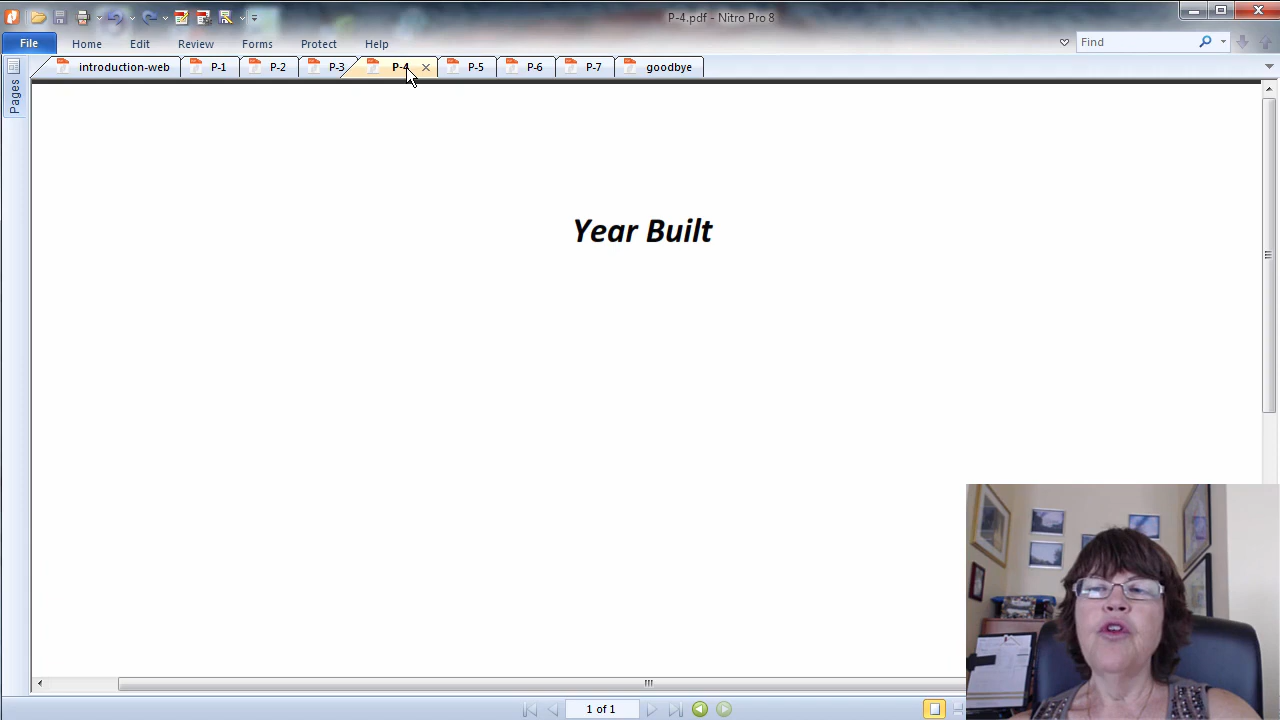 P-4.pdf - Nitro Pro 8
File Home Edit Review Forms Protect Help Find
introduction-web P-1 P-2 P-3 P-4 P-5 P-6 P-7 goodbye
Pages
Year Built
1 of 1